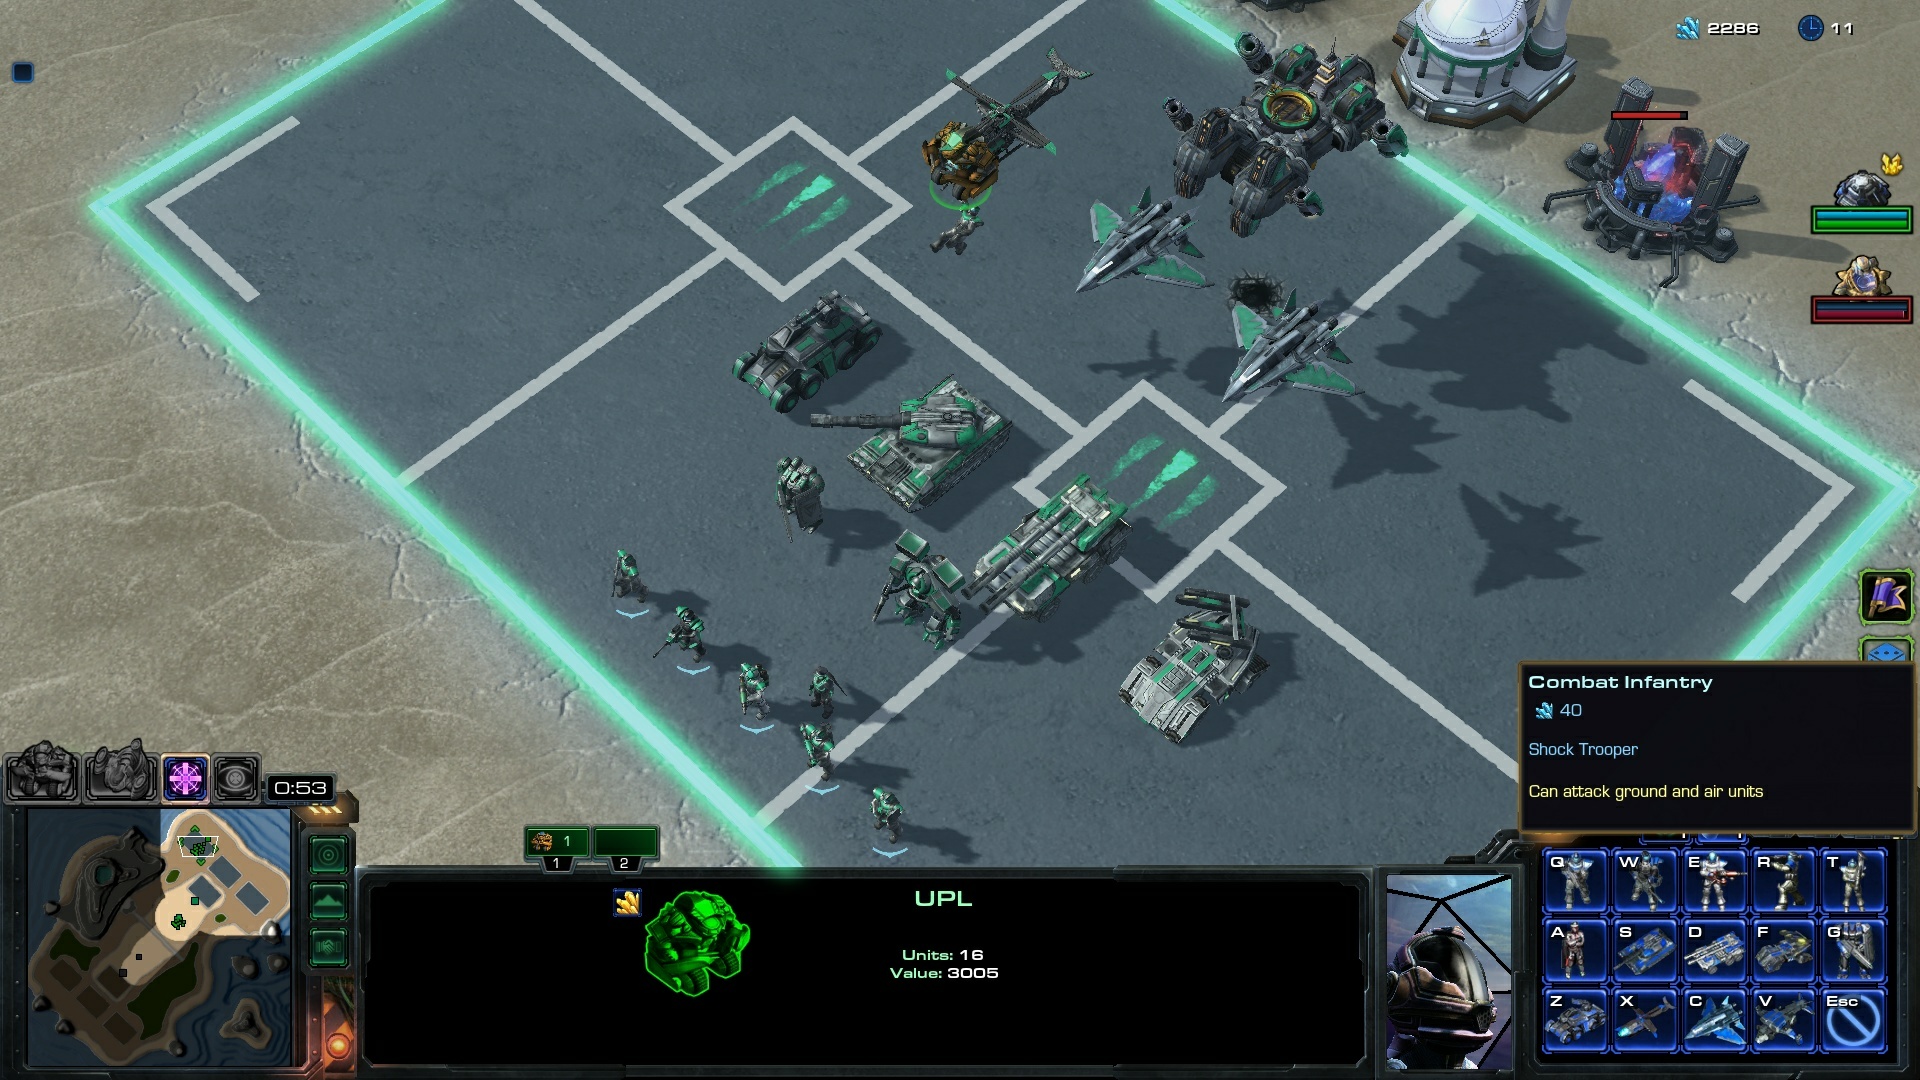 2286 11
Combat Infantry
40
Shock Trooper
Can attack ground and air units
0:53
1
1 2
UPL
Units: 16
Value: 3005
Q W E R T
A S D F G
Z X C V Esc